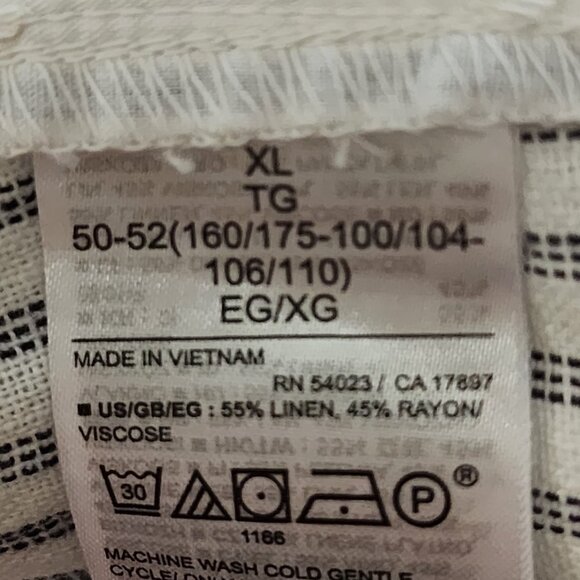 XL
TG
50-52(160/175-100/104-
106/110)
EG/XG
MADE IN VIETNAM
RN 54023 / CA 17897
■ US/GB/EG : 55% LINEN, 45% RAYON/
VISCOSE
30
P
®
1166
MACHINE WASH COLD GENTLE